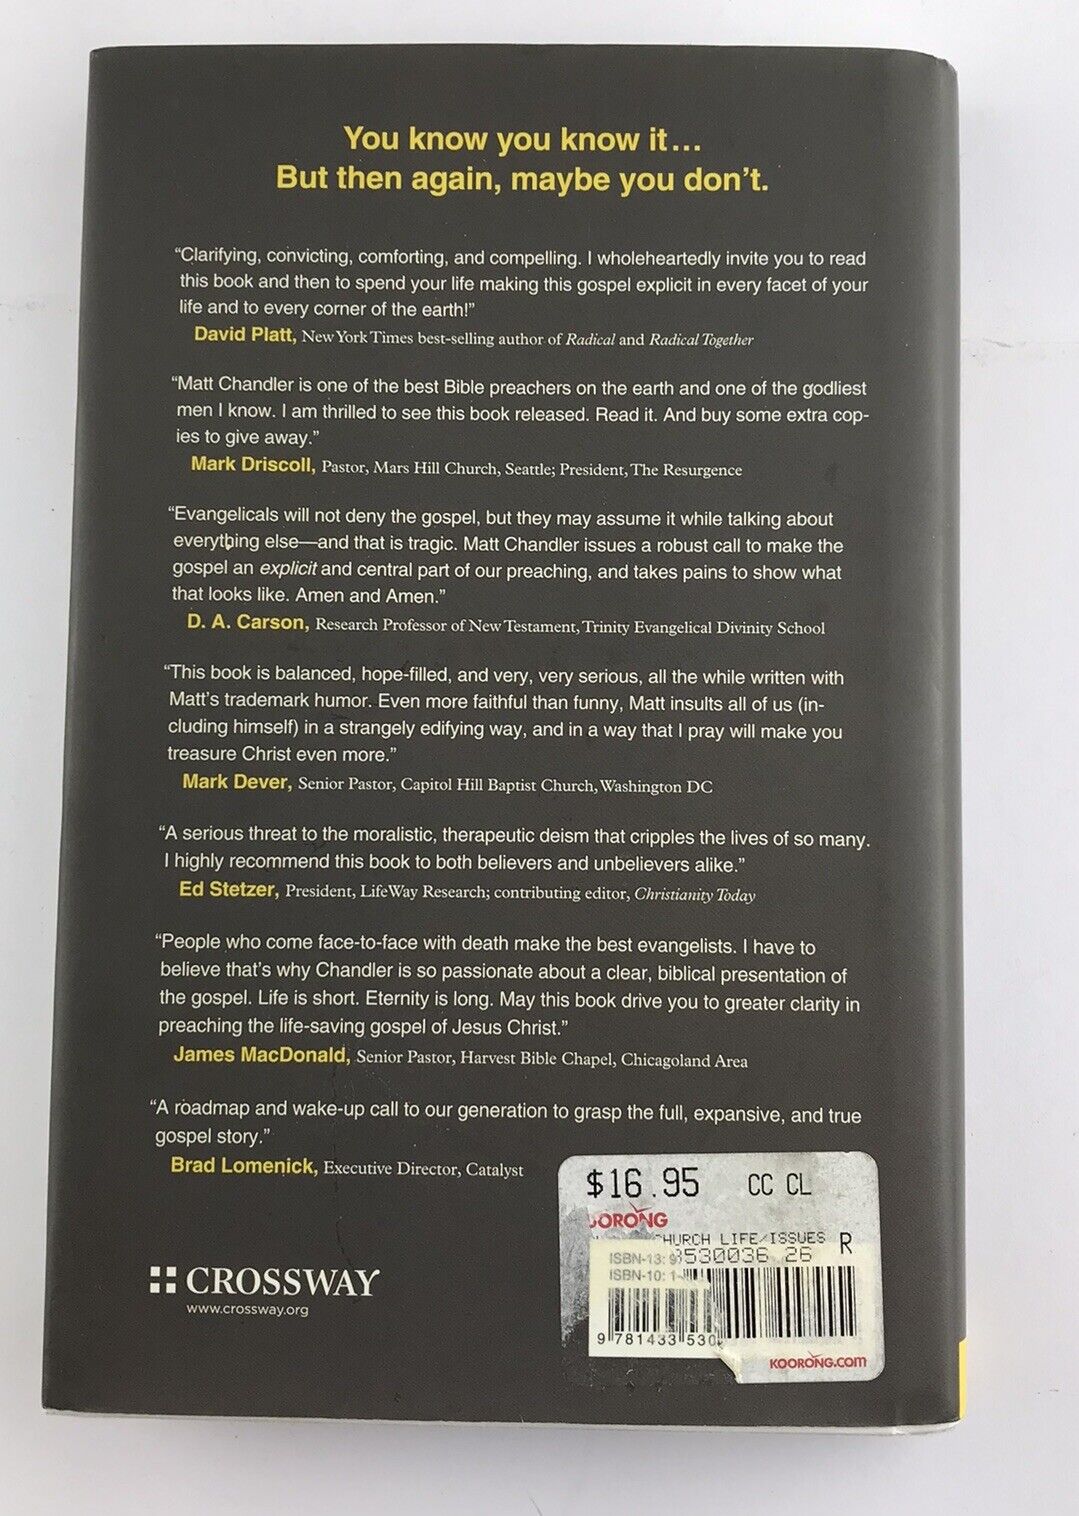 You know you know it...
But then again, maybe you don't.
“Clarifying, convicting, comforting, and compelling. I wholeheartedly invite you to read
this book and then to spend your life making this gospel explicit in every facet of your
life and to every corner of the earth!”
David Platt, New York Times best-selling author of Radical and Radical Together
“Matt Chandler is one of the best Bible preachers on the earth and one of the godliest
men I know. I am thrilled to see this book released. Read it. And buy some extra cop-
ies to give away.”
Mark Driscoll, Pastor, Mars Hill Church, Seattle; President, The Resurgence
“Evangelicals will not deny the gospel, but they may assume it while talking about
everything else—and that is tragic. Matt Chandler issues a robust call to make the
gospel an explicit and central part of our preaching, and takes pains to show what
that looks like. Amen and Amen.”
D. A. Carson, Research Professor of New Testament, Trinity Evangelical Divinity School
“This book is balanced, hope-filled, and very, very serious, all the while written with
Matt's trademark humor. Even more faithful than funny, Matt insults all of us (in-
cluding himself) in a strangely edifying way, and in a way that I pray will make you
treasure Christ even more.”
Mark Dever, Senior Pastor, Capitol Hill Baptist Church, Washington DC
“A serious threat to the moralistic, therapeutic deism that cripples the lives of so many.
I highly recommend this book to both believers and unbelievers alike.”
Ed Stetzer, President, LifeWay Research; contributing editor, Christianity Today
“People who come face-to-face with death make the best evangelists. I have to
believe that's why Chandler is so passionate about a clear, biblical presentation of
the gospel. Life is short. Eternity is long. May this book drive you to greater clarity in
preaching the life-saving gospel of Jesus Christ.”
James MacDonald, Senior Pastor, Harvest Bible Chapel, Chicagoland Area
“A roadmap and wake-up call to our generation to grasp the full, expansive, and true
gospel story.”
Brad Lomenick, Executive Director, Catalyst
$16.95 CC CL
KOORONG
CHURCH LIFE/ISSUES R
ISBN-13: 9 530036 26
ISBN-10: 1-
9 781433 530
KOORONG.com
CROSSWAY
www.crossway.org